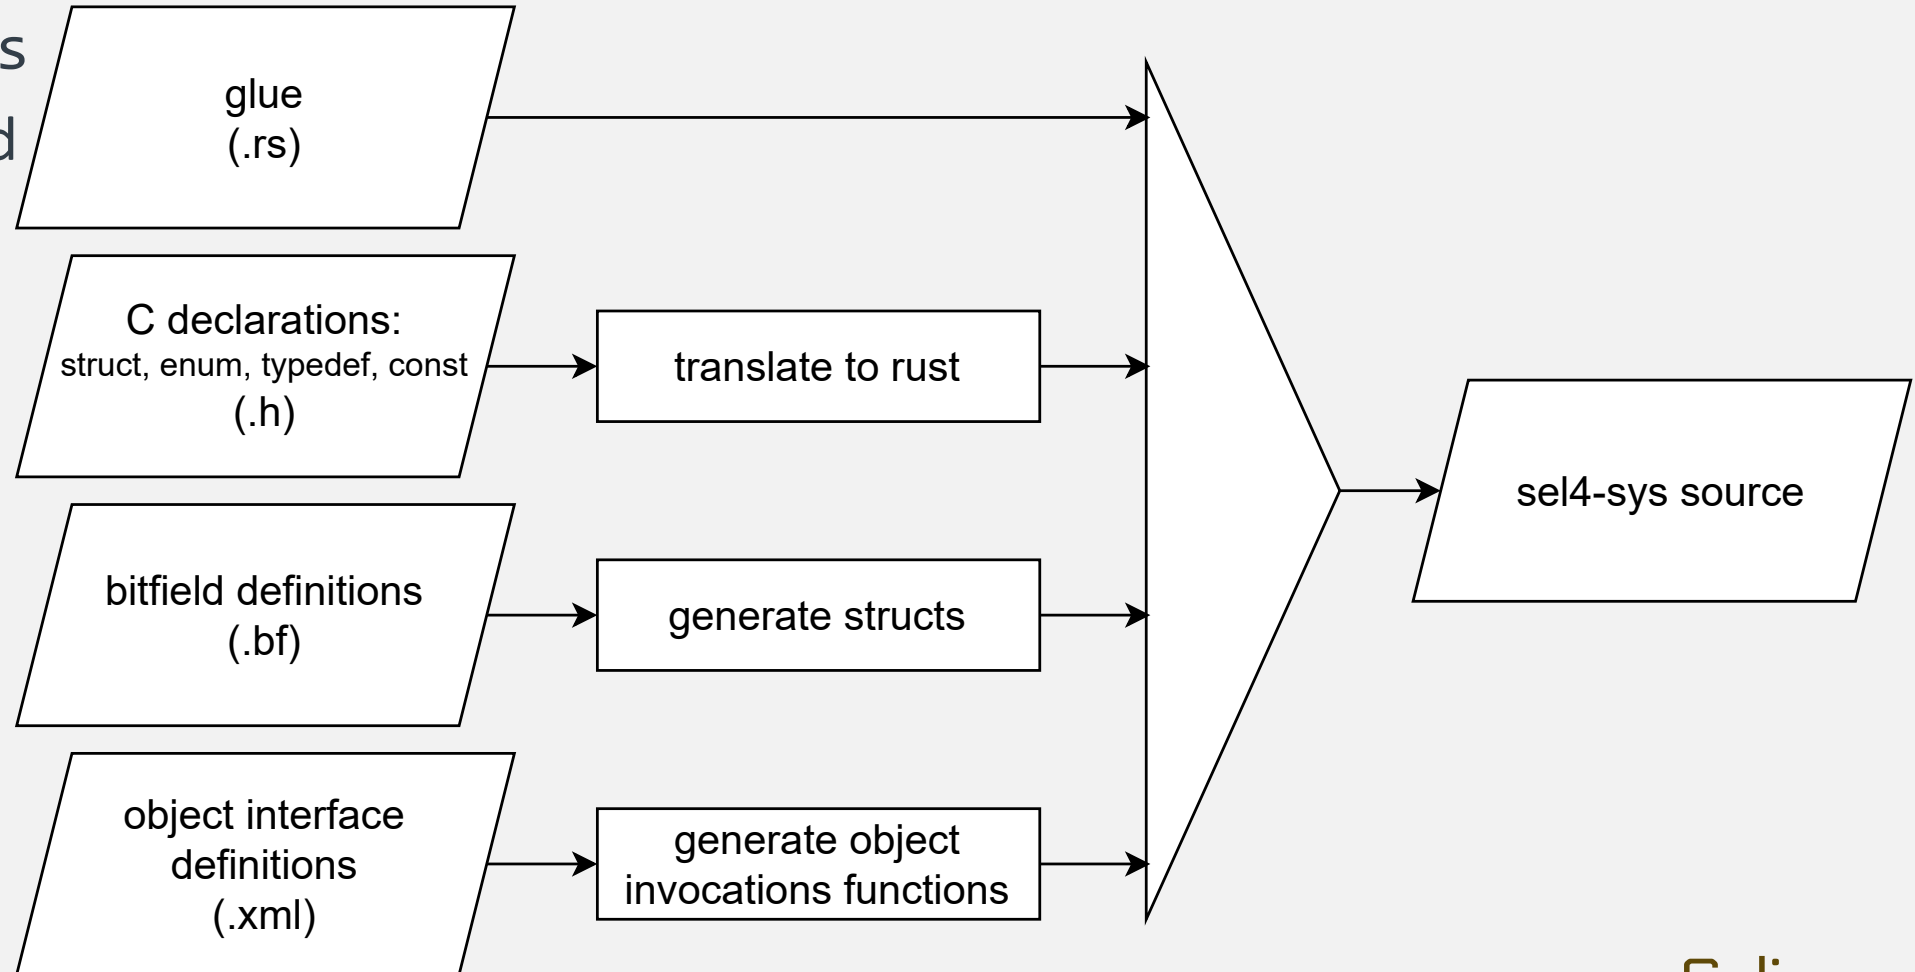 s
d
glue
(.rs)
C declarations:
struct, enum, typedef, const
(.h)
translate to rust
bitfield definitions
(.bf)
generate structs
object interface
definitions
(.xml)
generate object
invocations functions
sel4-sys source